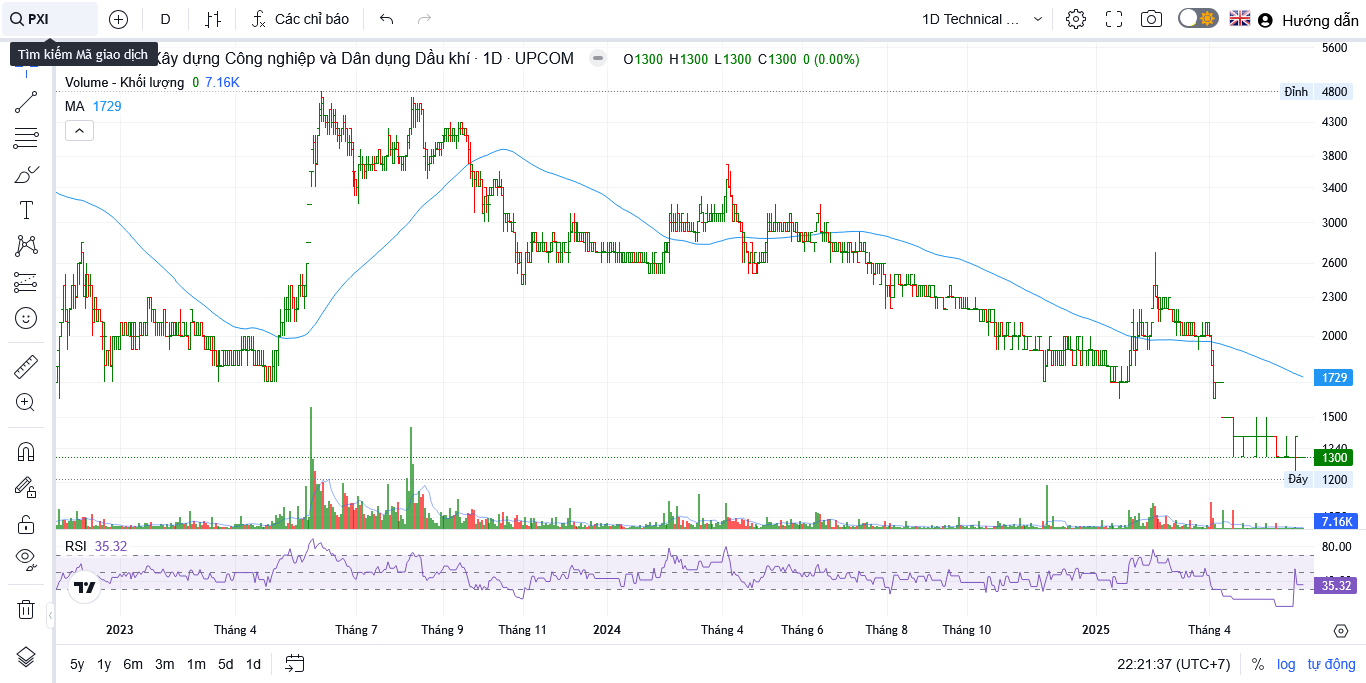 PXI D Các chỉ báo 1D Technical ... Hướng dẫn
Tìm kiếm Mã giao dịch
Xây dựng Công nghiệp và Dân dụng Dầu khí · 1D · UPCOM O1300 H1300 L1300 C1300 0 (0.00%)
Volume - Khối lượng 0 7.16K
MA 1729
5600
Đỉnh 4800
4300
3800
3400
3000
2600
2300
2000
1729
1500
1340
1300
Đáy 1200
7.16K
RSI 35.32
80.00
35.32
2023 Tháng 4 Tháng 7 Tháng 9 Tháng 11 2024 Tháng 4 Tháng 6 Tháng 8 Tháng 10 2025 Tháng 4
5y 1y 6m 3m 1m 5d 1d 22:21:37 (UTC+7) % log tự động